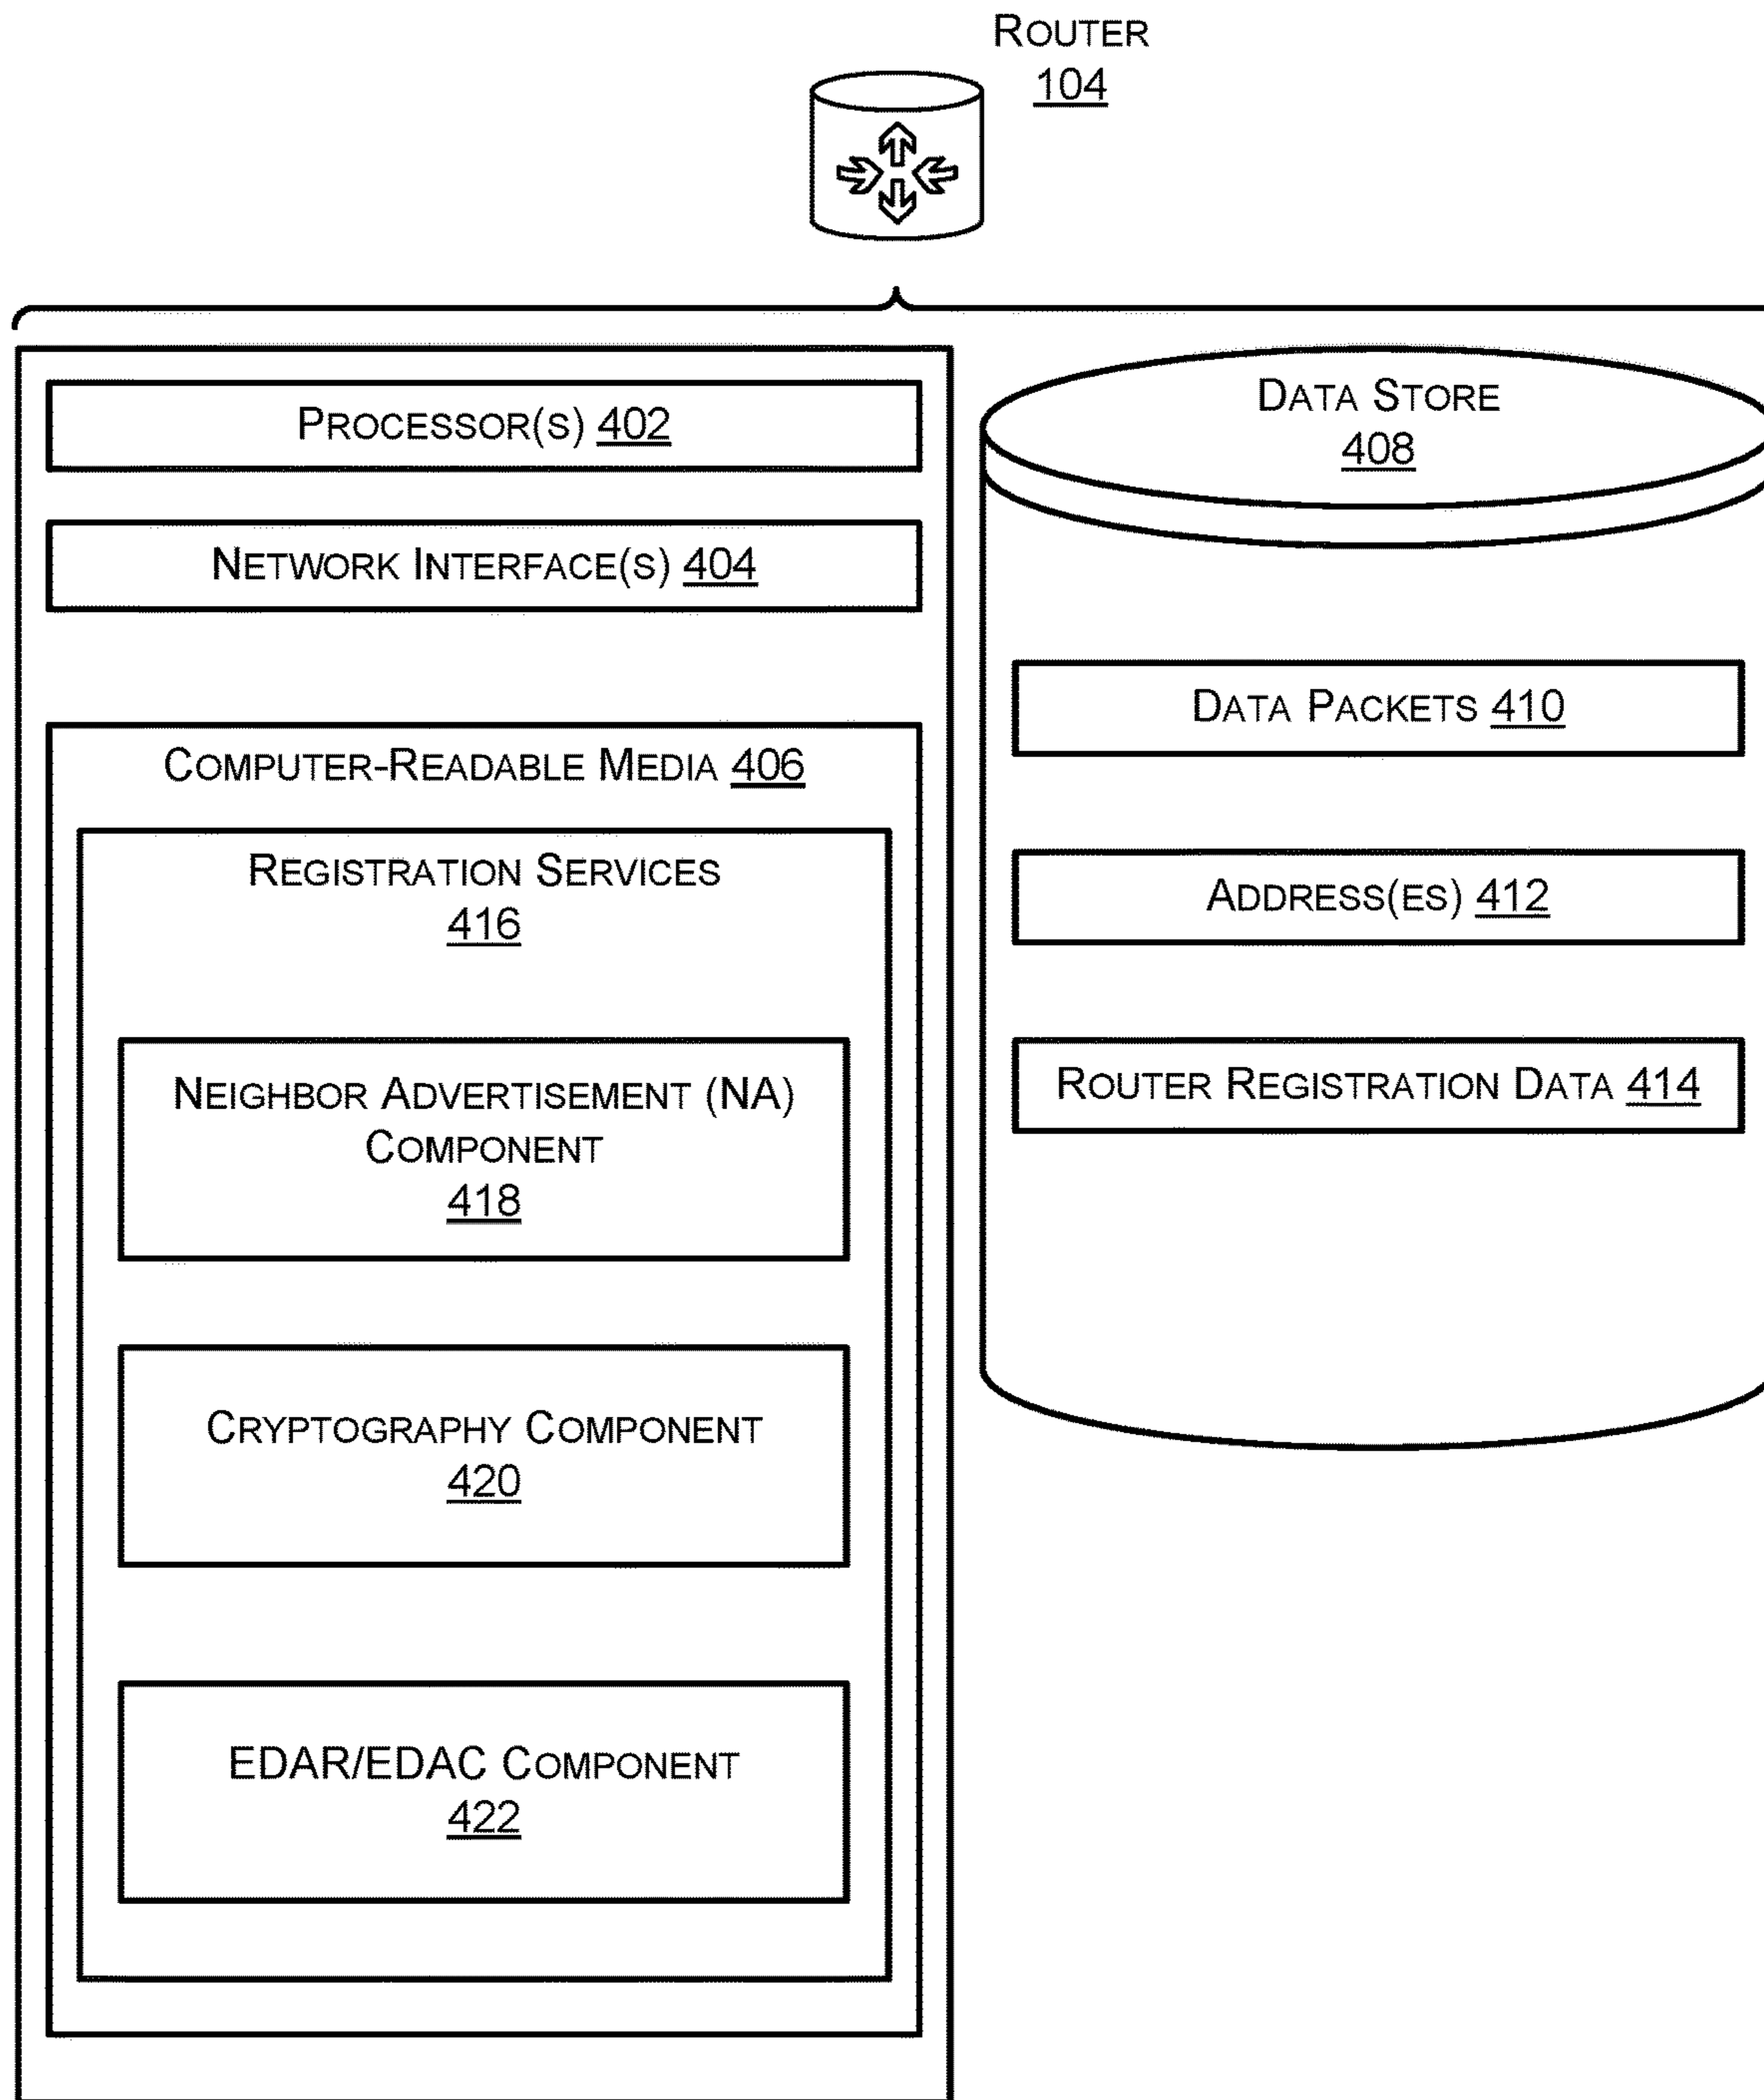 ROUTER
104
PROCESSOR(S) 402
NETWORK INTERFACE(S) 404
COMPUTER-READABLE MEDIA 406
REGISTRATION SERVICES
416
NEIGHBOR ADVERTISEMENT (NA)
COMPONENT
418
CRYPTOGRAPHY COMPONENT
420
EDAR/EDAC COMPONENT
422
DATA STORE
408
DATA PACKETS 410
ADDRESS(ES) 412
ROUTER REGISTRATION DATA 414